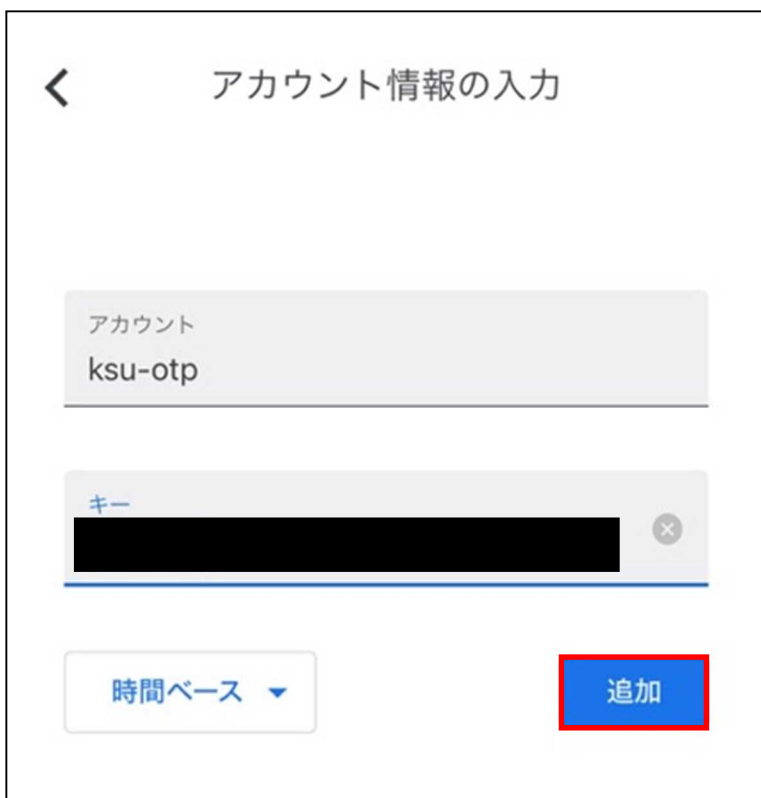 アカウント情報の入力
アカウント
ksu-otp
キー
時間ベース
追加